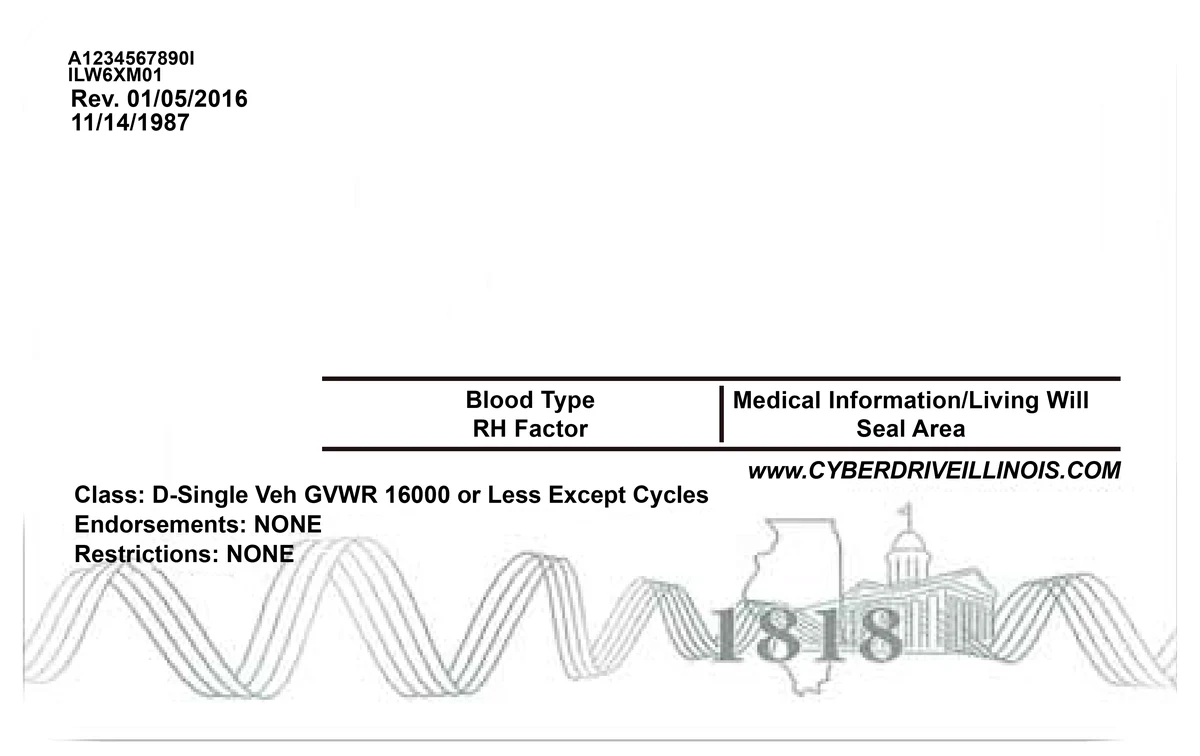 A1234567890I
ILW6XM01
Rev. 01/05/2016
11/14/1987
Blood Type
RH Factor
Medical Information/Living Will
Seal Area
www.CYBERDRIVEILLINOIS.COM
Class: D-Single Veh GVWR 16000 or Less Except Cycles
Endorsements: NONE
Restrictions: NONE
1818